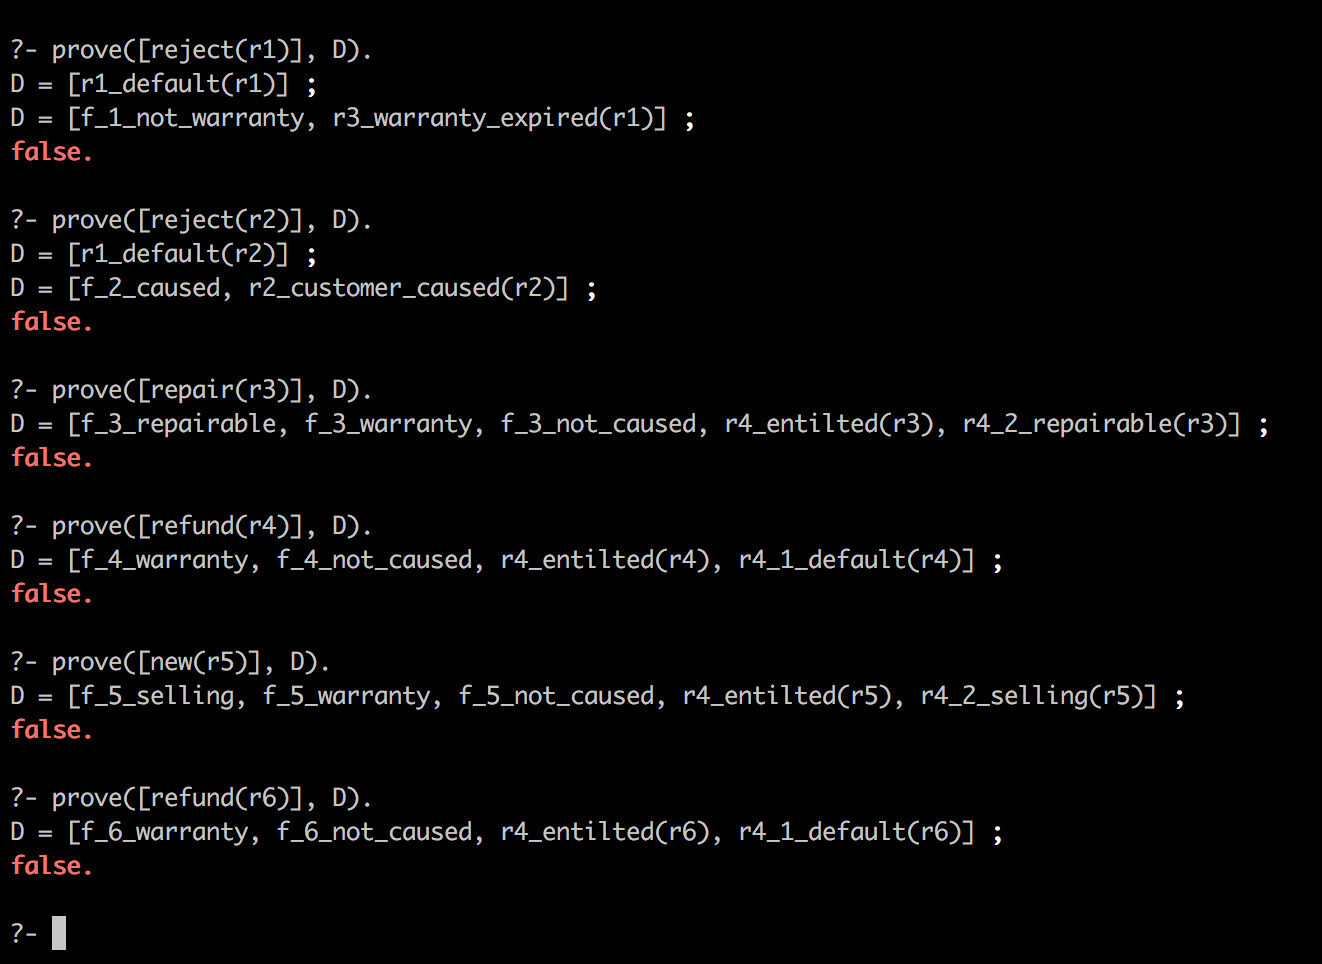 ?- prove([reject(r1)], D).
D = [r1_default(r1)] ;
D = [f_1_not_warranty, r3_warranty_expired(r1)] ;
false.
?- prove([reject(r2)], D).
D = [r1_default(r2)] ;
D = [f_2_caused, r2_customer_caused(r2)] ;
false.
?- prove([repair(r3)], D).
D = [f_3_repairable, f_3_warranty, f_3_not_caused, r4_entilted(r3), r4_2_repairable(r3)] ;
false.
?- prove([refund(r4)], D).
D = [f_4_warranty, f_4_not_caused, r4_entilted(r4), r4_1_default(r4)] ;
false.
?- prove([new(r5)], D).
D = [f_5_selling, f_5_warranty, f_5_not_caused, r4_entilted(r5), r4_2_selling(r5)] ;
false.
?- prove([refund(r6)], D).
D = [f_6_warranty, f_6_not_caused, r4_entilted(r6), r4_1_default(r6)] ;
false.
?-